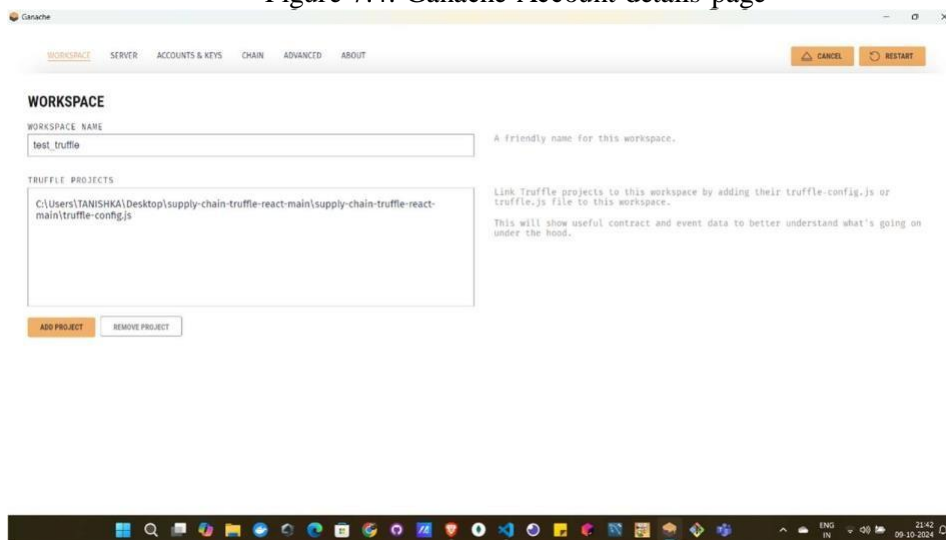 Figure 7.4: Ganache Account details page
Ganache
WORKSPACE SERVER ACCOUNTS & KEYS CHAIN ADVANCED ABOUT CANCEL RESTART
WORKSPACE
WORKSPACE NAME
test_truffle
A friendly name for this workspace.
TRUFFLE PROJECTS
C:\Users\TANISHKA\Desktop\supply-chain-truffle-react-main\supply-chain-truffle-react-
main\truffle-config.js
Link Truffle projects to this workspace by adding their truffle-config.js or
truffle.js file to this workspace.
This will show useful contract and event data to better understand what's going on
under the hood.
ADD PROJECT REMOVE PROJECT
ENG
IN
21:42
09-10-2024